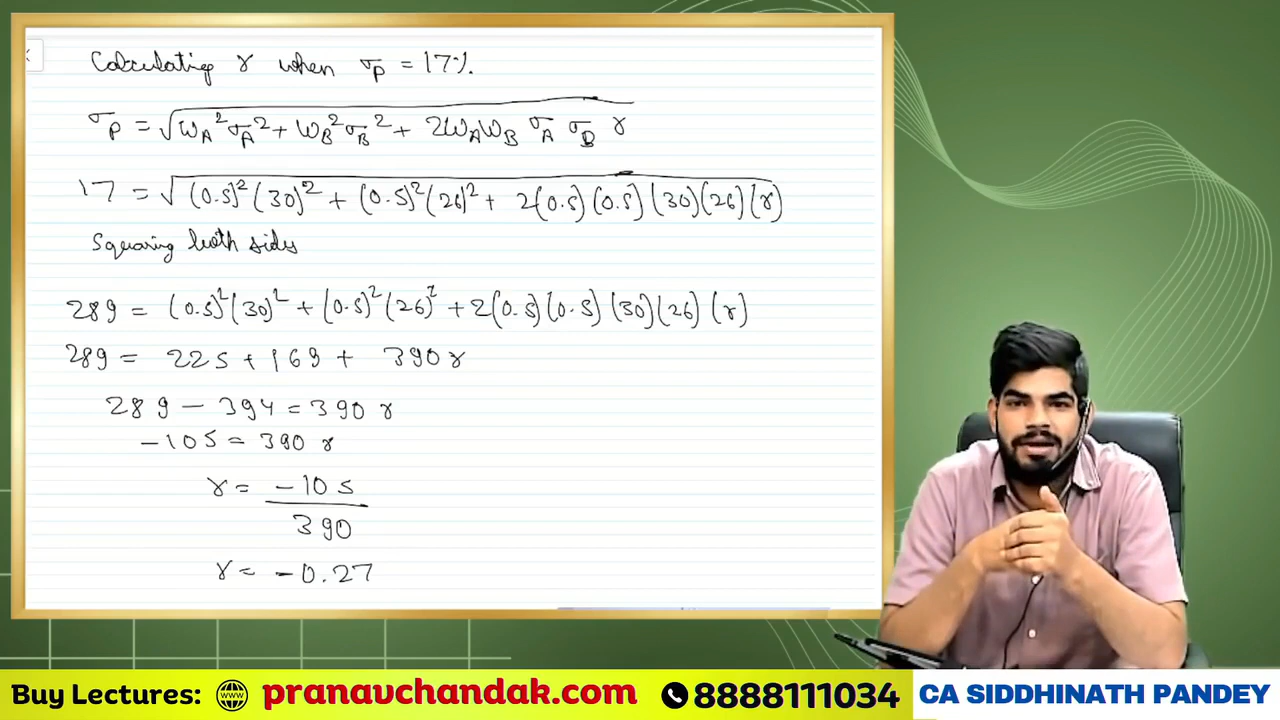 Calculating r when σp = 17%.
σp = √(ωA²σA² + ωB²σB² + 2ωAωB σA σB r
17 = √(0.5)²(30)² + (0.5)²(26)² + 2(0.5)(0.5)(30)(26)(r)
Squaring both sides
289 = (0.5)²(30)² + (0.5)²(26)² + 2(0.5)(0.5)(30)(26)(r)
289 = 225 + 169 + 390r
289 – 394 = 390 r
–105 = 390 r
r = –105
390
r = –0.27
Buy Lectures: pranavchandak.com 8888111034 CA SIDDHINATH PANDEY